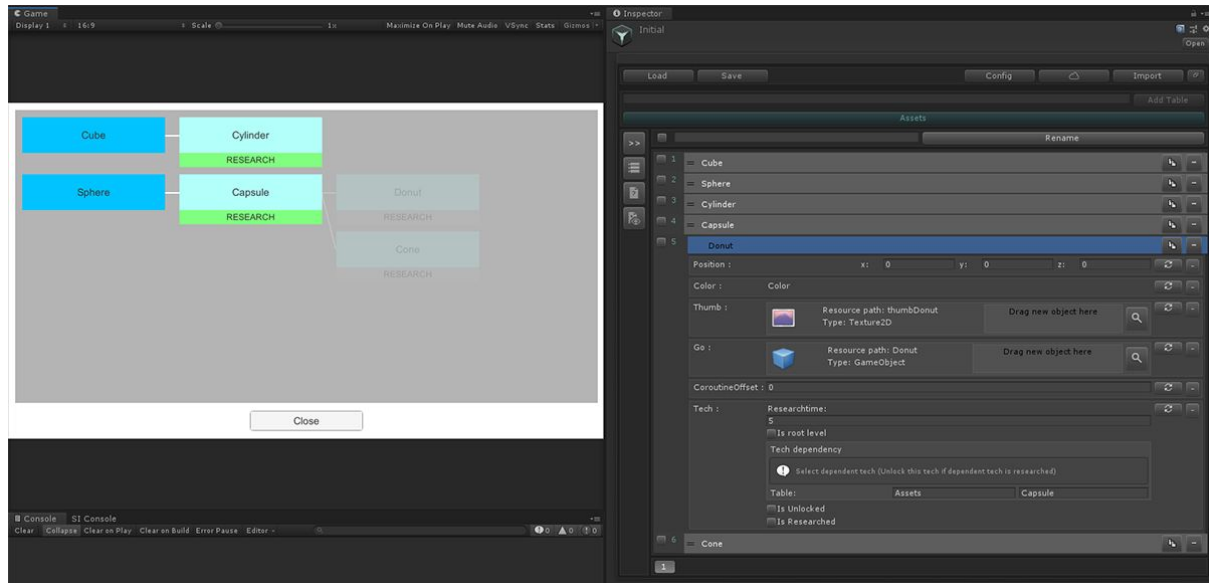 Game
Display 1 16:9 Scale 1x Maximize On Play Mute Audio VSync Stats Gizmos
Cube Cylinder
RESEARCH
Sphere Capsule Donut
RESEARCH RESEARCH
Cone
RESEARCH
Close
Console SI Console
Clear Collapse Clear on Play Clear on Build Error Pause Editor 0 0 0
Inspector
Initial
Open
Load Save Config Import
Add Table
Assets
>> Rename
1 = Cube -
2 = Sphere -
3 = Cylinder -
4 = Capsule -
5 Donut -
Position : x: 0 y: 0 z: 0 -
Color : Color -
Thumb : Resource path: thumbDonut Drag new object here -
Type: Texture2D
Go : Resource path: Donut Drag new object here -
Type: GameObject
CoroutineOffset : 0 -
Tech : Researchtime: -
5
Is root level
Tech dependency
Select dependent tech (Unlock this tech if dependent tech is researched)
Table: Assets Capsule
Is Unlocked
Is Researched
6 = Cone -
1